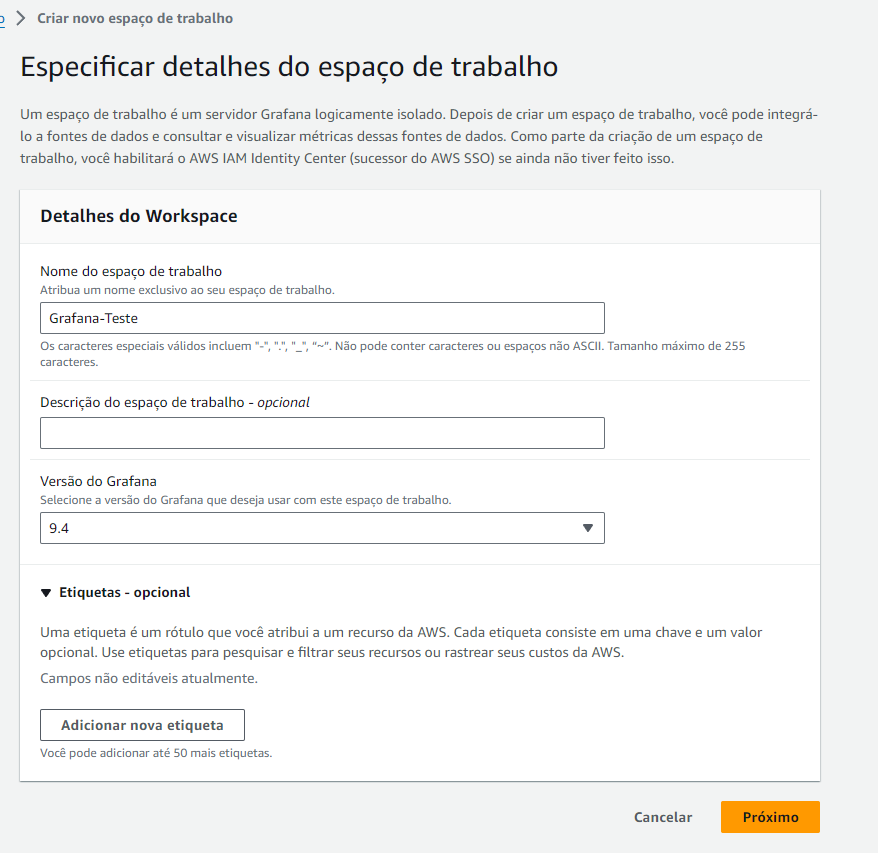 o > Criar novo espaço de trabalho
Especificar detalhes do espaço de trabalho
Um espaço de trabalho é um servidor Grafana logicamente isolado. Depois de criar um espaço de trabalho, você pode integrá-
lo a fontes de dados e consultar e visualizar métricas dessas fontes de dados. Como parte da criação de um espaço de
trabalho, você habilitará o AWS IAM Identity Center (sucessor do AWS SSO) se ainda não tiver feito isso.
Detalhes do Workspace
Nome do espaço de trabalho
Atribua um nome exclusivo ao seu espaço de trabalho.
Grafana-Teste
Os caracteres especiais válidos incluem "-", ".", "_", “~”. Não pode conter caracteres ou espaços não ASCII. Tamanho máximo de 255
caracteres.
Descrição do espaço de trabalho - opcional
Versão do Grafana
Selecione a versão do Grafana que deseja usar com este espaço de trabalho.
9.4
Etiquetas - opcional
Uma etiqueta é um rótulo que você atribui a um recurso da AWS. Cada etiqueta consiste em uma chave e um valor
opcional. Use etiquetas para pesquisar e filtrar seus recursos ou rastrear seus custos da AWS.
Campos não editáveis atualmente.
Adicionar nova etiqueta
Você pode adicionar até 50 mais etiquetas.
Cancelar Próximo